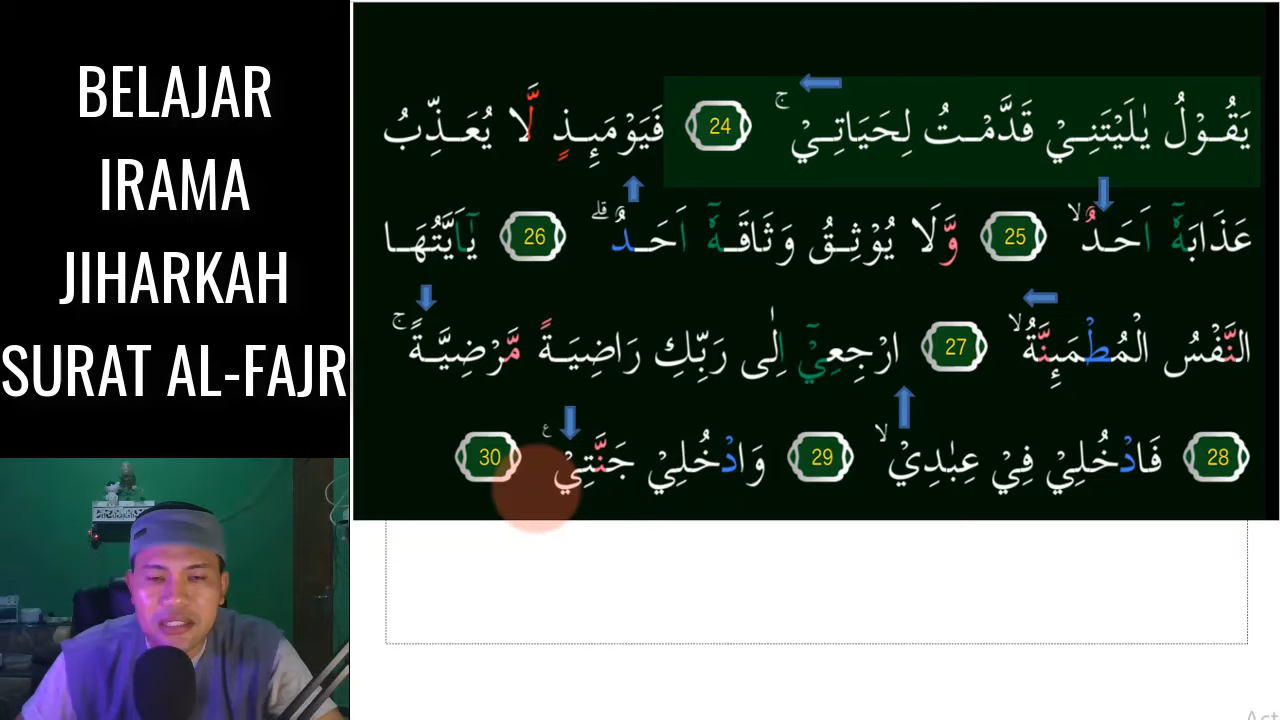 BELAJAR
IRAMA
JIHARKAH
SURAT AL-FAJR
يَقُوْلُ يٰلَيْتَنِيْ قَدَّمْتُ لِحَيَاتِيْ ۚ 24 فَيَوْمَىِٕذٍ لَّا يُعَذِّبُ
عَذَابَهٗٓ اَحَدٌ ۙ 25 وَّلَا يُوْثِقُ وَثَاقَهٗٓ اَحَدٌ ۗ 26 يٰٓاَيَّتُهَا
النَّفْسُ الْمُطْمَىِٕنَّةُ ۙ 27 ارْجِعِيْٓ اِلٰى رَبِّكِ رَاضِيَةً مَّرْضِيَّةً ۚ
28 فَادْخُلِيْ فِيْ عِبٰدِيْ ۙ 29 وَادْخُلِيْ جَنَّتِيْ ࣖ 30